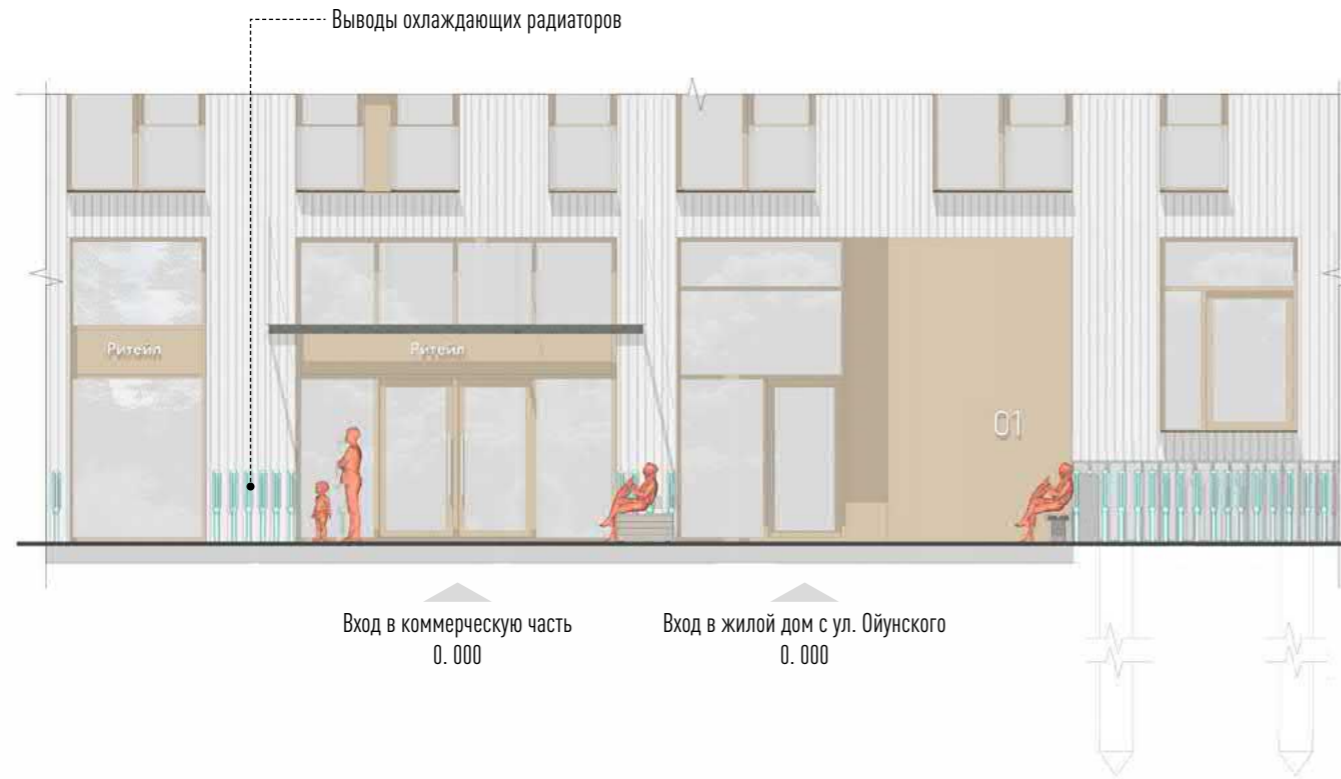 Выводы охлаждающих радиаторов
Ритейл
Ритейл
01
Вход в коммерческую часть
0. 000
Вход в жилой дом с ул. Ойунского
0. 000